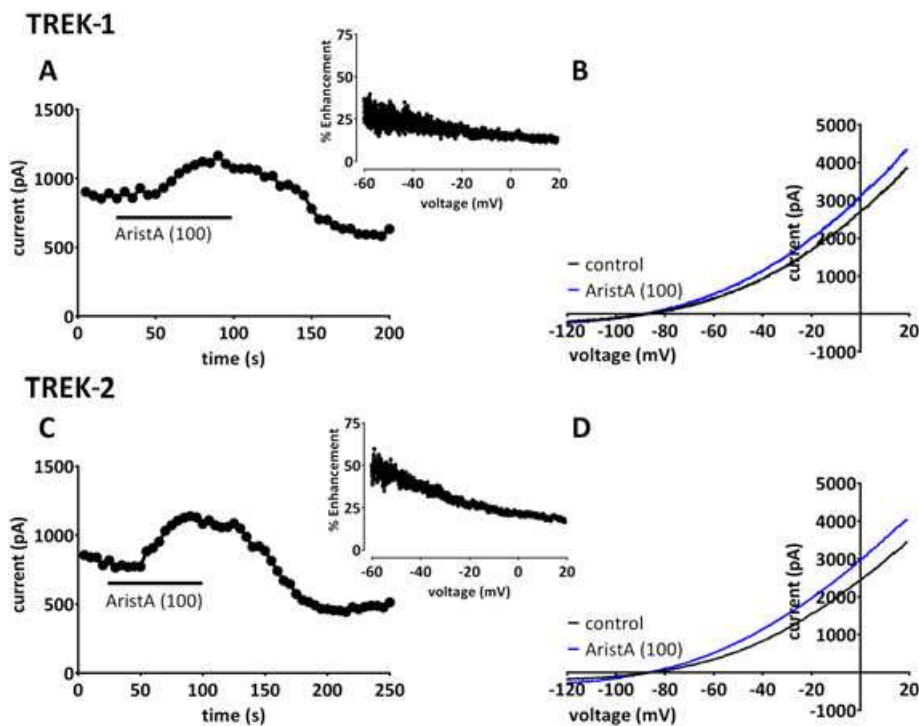 TREK-1
A
current (pA)
1500
1000
500
0
0
50
100
150
200
time (s)
AristA (100)
% Enhancement
75
50
25
0
-60
-40
-20
0
20
voltage (mV)
B
current (pA)
5000
4000
3000
2000
1000
-1000
control
AristA (100)
-120
-100
-80
-60
-40
-20
20
voltage (mV)
TREK-2
C
current (pA)
1500
1000
500
0
0
50
100
150
200
250
time (s)
AristA (100)
% Enhancement
75
50
25
0
-60
-40
-20
0
20
voltage (mV)
D
current (pA)
5000
4000
3000
2000
1000
-1000
control
AristA (100)
-120
-100
-80
-60
-40
-20
20
voltage (mV)